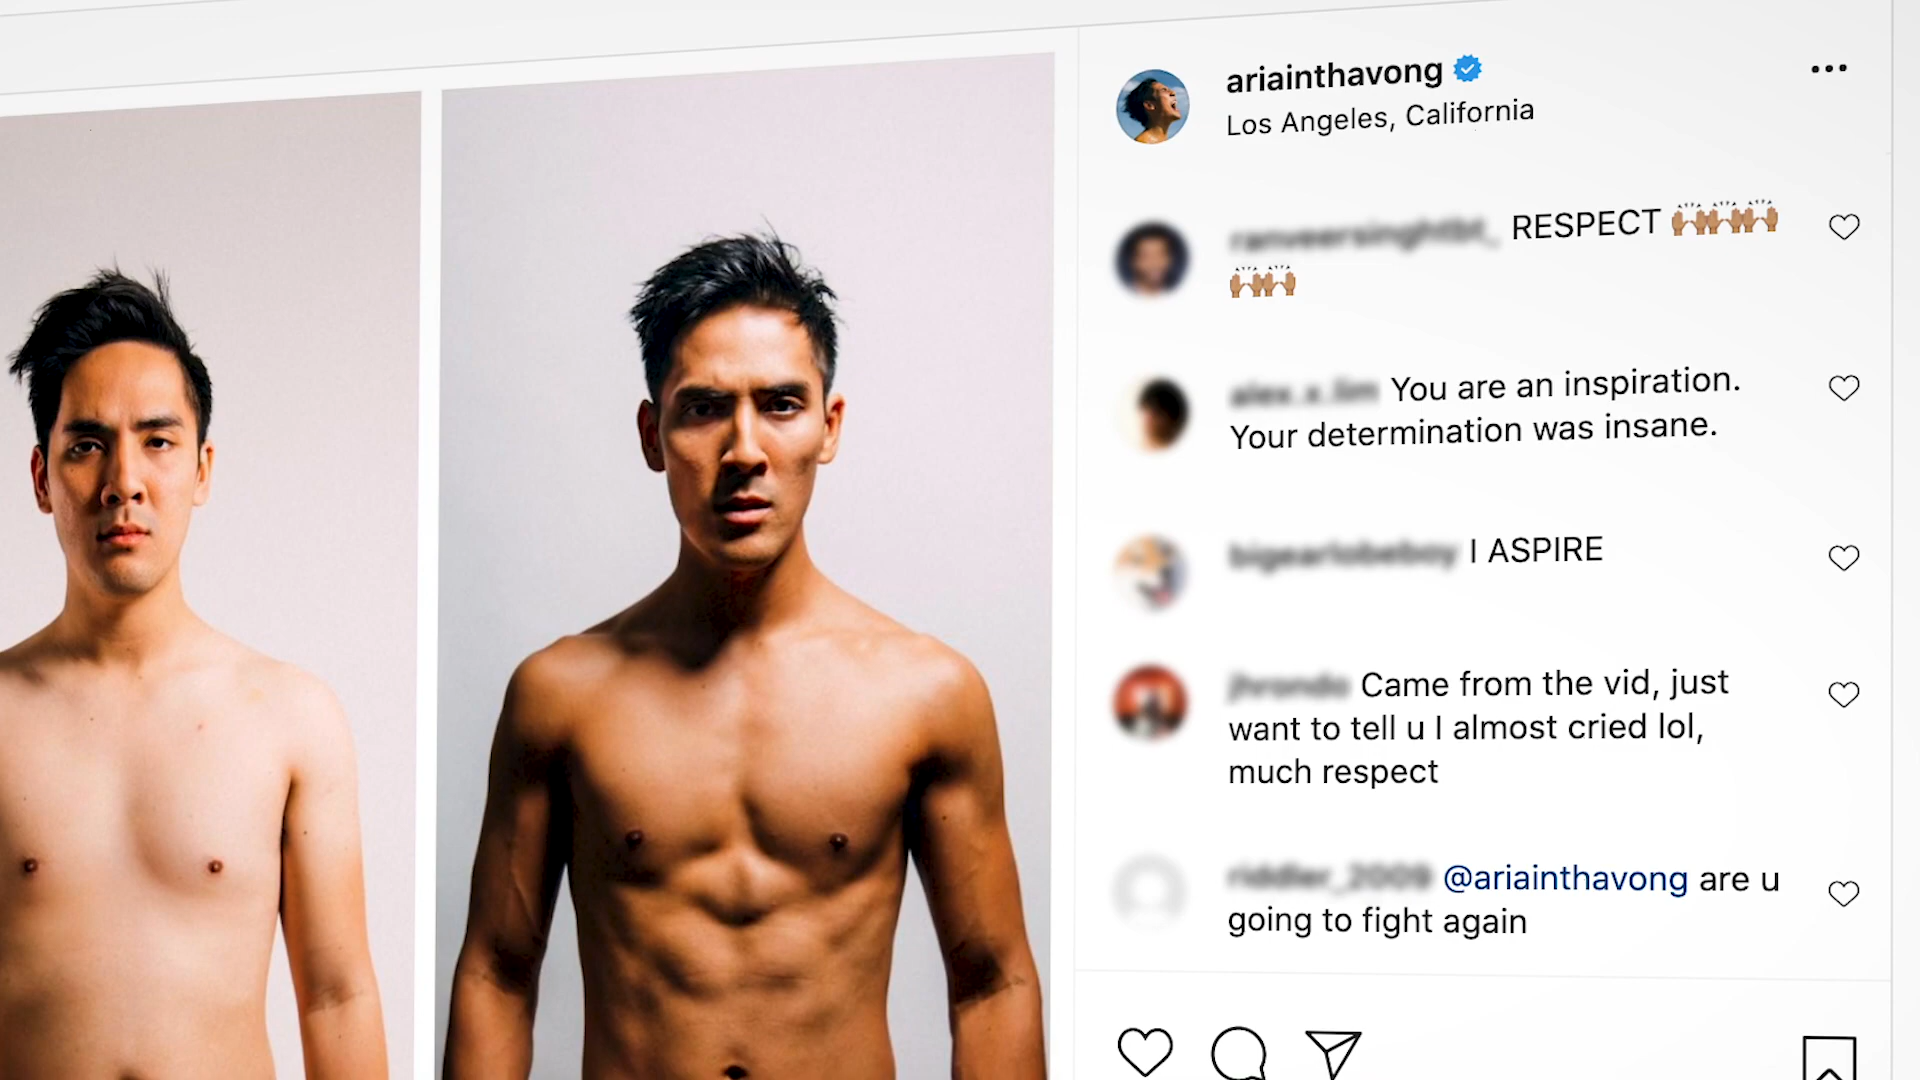 ariainthavong
Los Angeles, California
RESPECT 🙌🏽🙌🏽🙌🏽
🙌🏽🙌🏽
You are an inspiration.
Your determination was insane.
I ASPIRE
Came from the vid, just
want to tell u I almost cried lol,
much respect
@ariainthavong are u
going to fight again